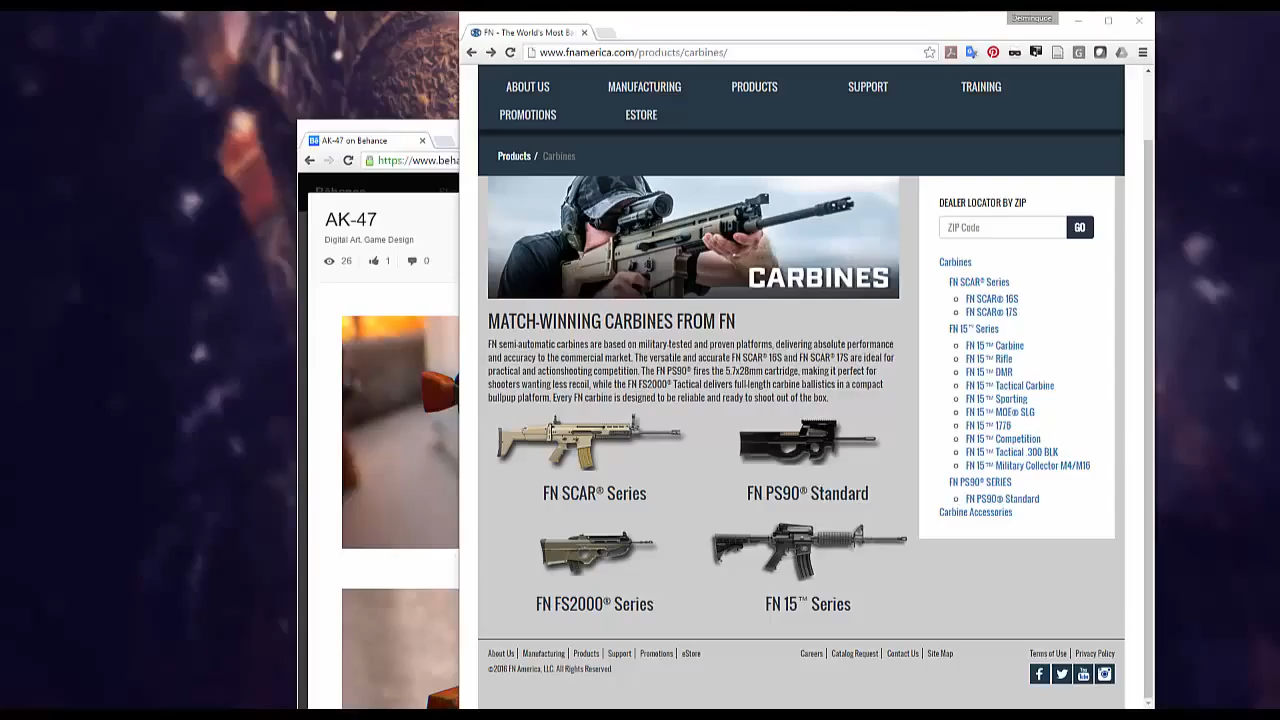 Delminquoe
FN - The World's Most Ba
www.fnamerica.com/products/carbines/
ABOUT US
MANUFACTURING
PRODUCTS
SUPPORT
TRAINING
PROMOTIONS
ESTORE
Products / Carbines
AK-47 on Behance
https://www.beha
Behance
AK-47
Digital Art, Game Design
26 1 0
CARBINES
MATCH-WINNING CARBINES FROM FN
FN semi-automatic carbines are based on military-tested and proven platforms, delivering absolute performance
and accuracy to the commercial market. The versatile and accurate FN SCAR® 16S and FN SCAR® 17S are ideal for
practical and actionshooting competition. The FN PS90® fires the 5.7x28mm cartridge, making it perfect for
shooters wanting less recoil, while the FN FS2000® Tactical delivers full-length carbine ballistics in a compact
bullpup platform. Every FN carbine is designed to be reliable and ready to shoot out of the box.
FN SCAR® Series
FN PS90® Standard
FN FS2000® Series
FN 15™ Series
DEALER LOCATOR BY ZIP
ZIP Code
GO
Carbines
FN SCAR® Series
FN SCAR® 16S
FN SCAR® 17S
FN 15™ Series
FN 15™ Carbine
FN 15™ Rifle
FN 15™ DMR
FN 15™ Tactical Carbine
FN 15™ Sporting
FN 15™ MOE® SLG
FN 15™ 1776
FN 15™ Competition
FN 15™ Tactical .300 BLK
FN 15™ Military Collector M4/M16
FN PS90® SERIES
FN PS90® Standard
Carbine Accessories
About Us | Manufacturing | Products | Support | Promotions | eStore
©2016 FN America, LLC. All Rights Reserved.
Careers | Catalog Request | Contact Us | Site Map
Terms of Use | Privacy Policy